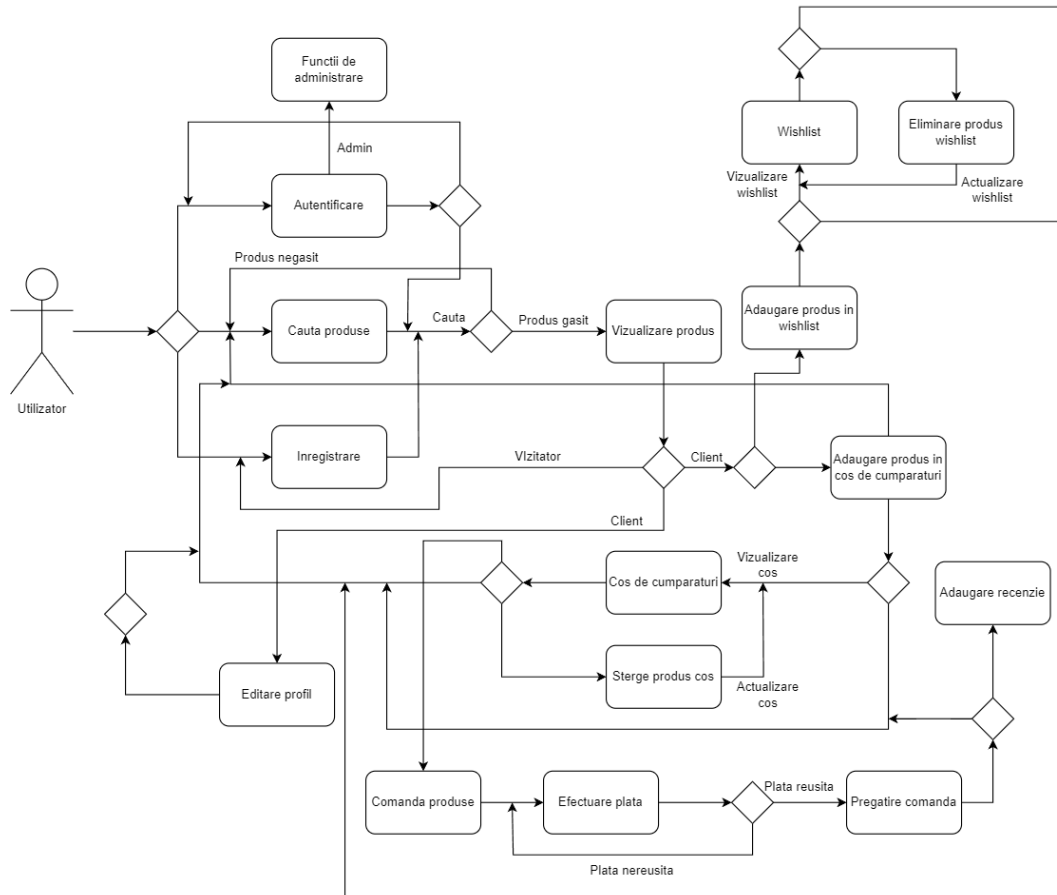 Functii de
administrare
Wishlist
Eliminare produs
wishlist
Admin
Vizualizare
wishlist
Actualizare
wishlist
Autentificare
Produs negasit
Cauta produse
Cauta
Produs gasit
Vizualizare produs
Adaugare produs in
wishlist
Utilizator
Inregistrare
VIzitator
Client
Adaugare produs in
cos de cumparaturi
Client
Cos de cumparaturi
Vizualizare
cos
Adaugare recenzie
Editare profil
Sterge produs cos
Actualizare
cos
Comanda produse
Efectuare plata
Plata reusita
Pregatire comanda
Plata nereusita